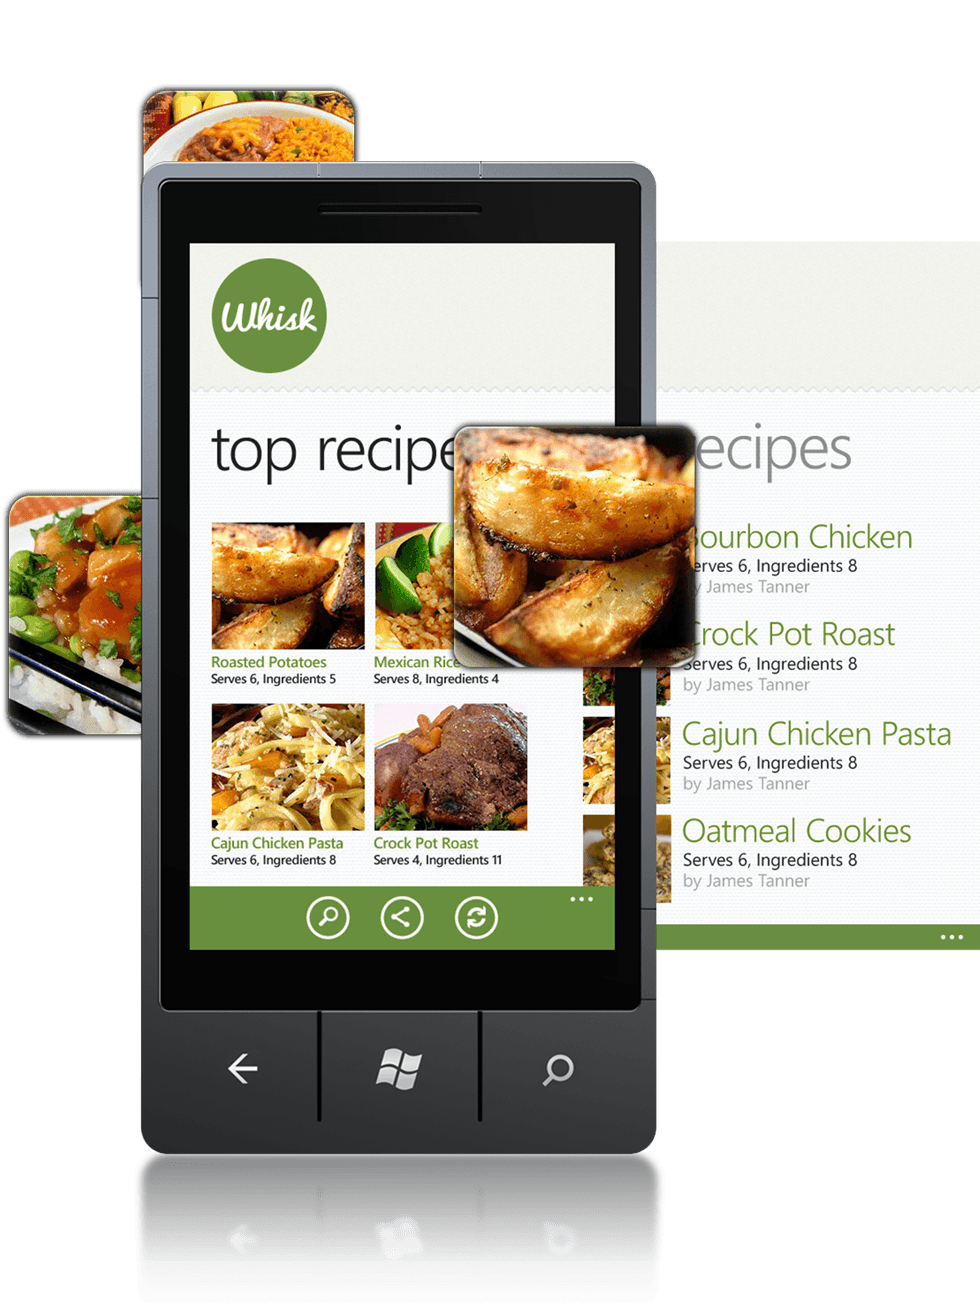 Whisk
top recipe
ecipes
Roasted Potatoes
Serves 6, Ingredients 5
Mexican Rice
Serves 8, Ingredients 4
Cajun Chicken Pasta
Serves 6, Ingredients 8
Crock Pot Roast
Serves 4, Ingredients 11
ourbon Chicken
erves 6, Ingredients 8
y James Tanner
rock Pot Roast
Serves 6, Ingredients 8
by James Tanner
Cajun Chicken Pasta
Serves 6, Ingredients 8
by James Tanner
Oatmeal Cookies
Serves 6, Ingredients 8
by James Tanner